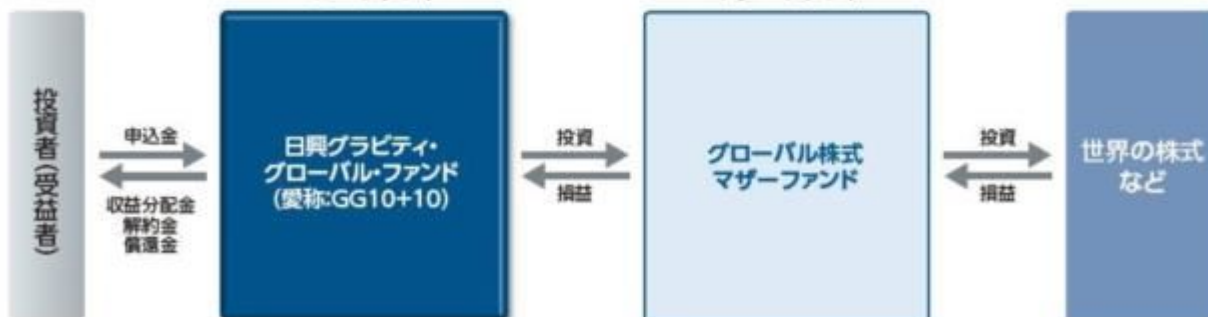 投資者(受益者)
申込金
収益分配金
解約金
償還金
日興グラビティ・
グローバル・ファンド
(愛称:GG10+10)
投資
損益
グローバル株式
マザーファンド
投資
損益
世界の株式
など